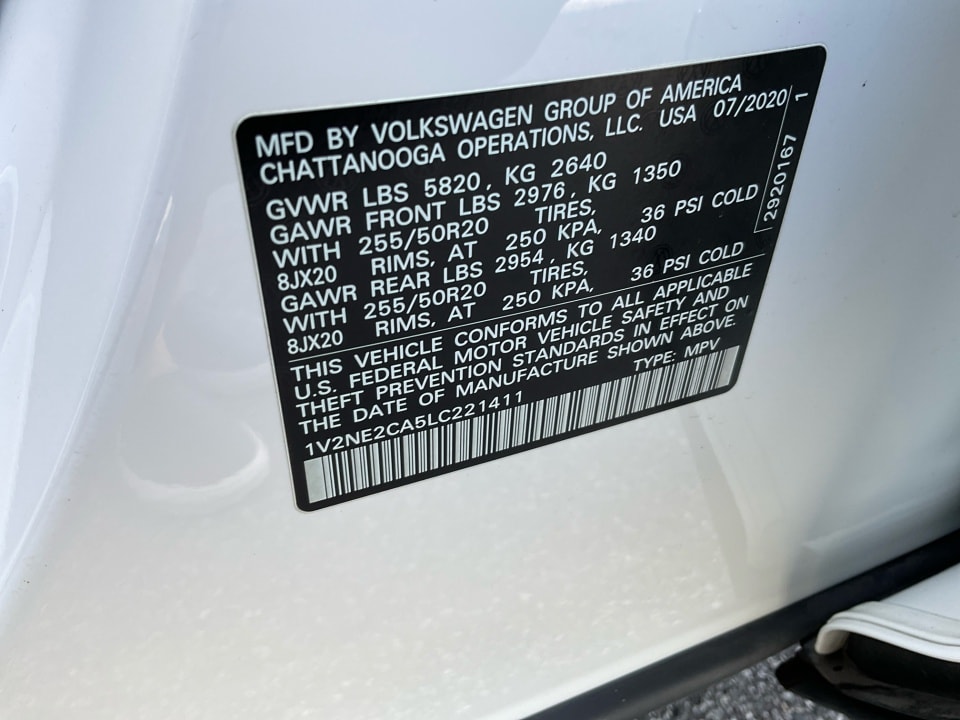 MFD BY VOLKSWAGEN GROUP OF AMERICA
CHATTANOOGA OPERATIONS, LLC. USA 07/2020
GVWR LBS 5820, KG 2640
GAWR FRONT LBS 2976, KG 1350
WITH 255/50R20 TIRES,
8JX20 RIMS, AT 250 KPA, 36 PSI COLD
GAWR REAR LBS 2954, KG 1340
WITH 255/50R20 TIRES,
8JX20 RIMS, AT 250 KPA, 36 PSI COLD
THIS VEHICLE CONFORMS TO ALL APPLICABLE
U.S. FEDERAL MOTOR VEHICLE SAFETY AND
THEFT PREVENTION STANDARDS IN EFFECT ON
THE DATE OF MANUFACTURE SHOWN ABOVE.
1V2NE2CA5LC221411 TYPE: MPV
2920167 1